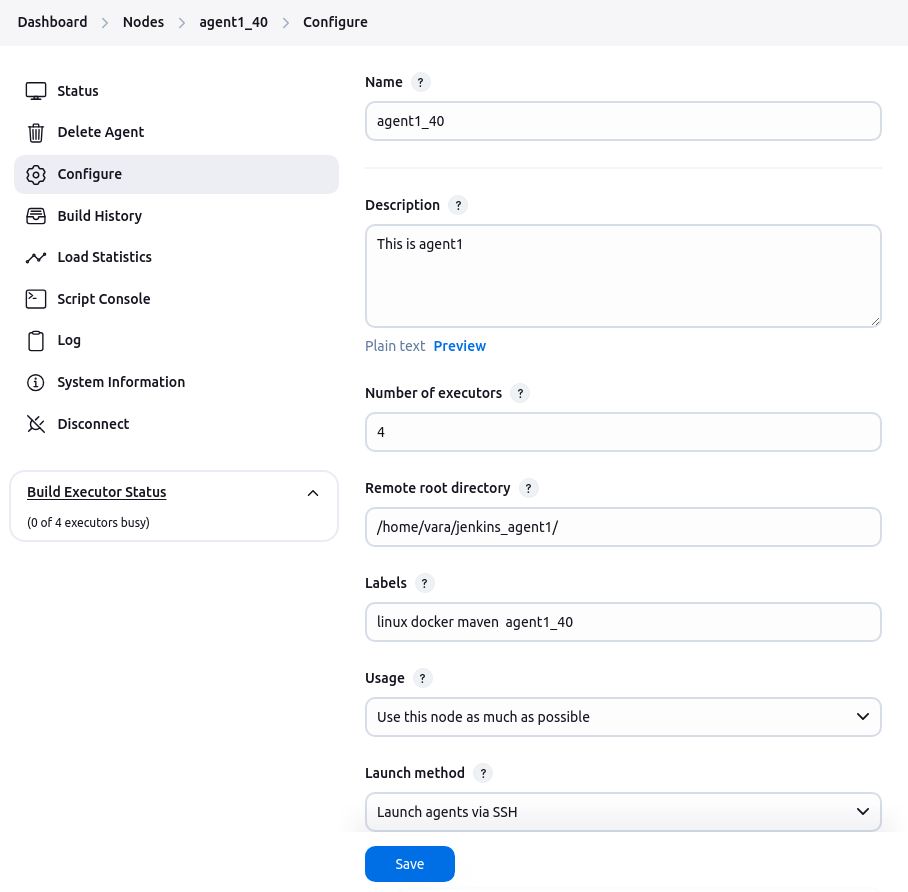 Dashboard > Nodes > agent1_40 > Configure
Status
Delete Agent
Configure
Build History
Load Statistics
Script Console
Log
System Information
Disconnect
Build Executor Status
(0 of 4 executors busy)
Name ?
agent1_40
Description ?
This is agent1
Plain text Preview
Number of executors ?
4
Remote root directory ?
/home/vara/jenkins_agent1/
Labels ?
linux docker maven  agent1_40
Usage ?
Use this node as much as possible
Launch method ?
Launch agents via SSH
Save